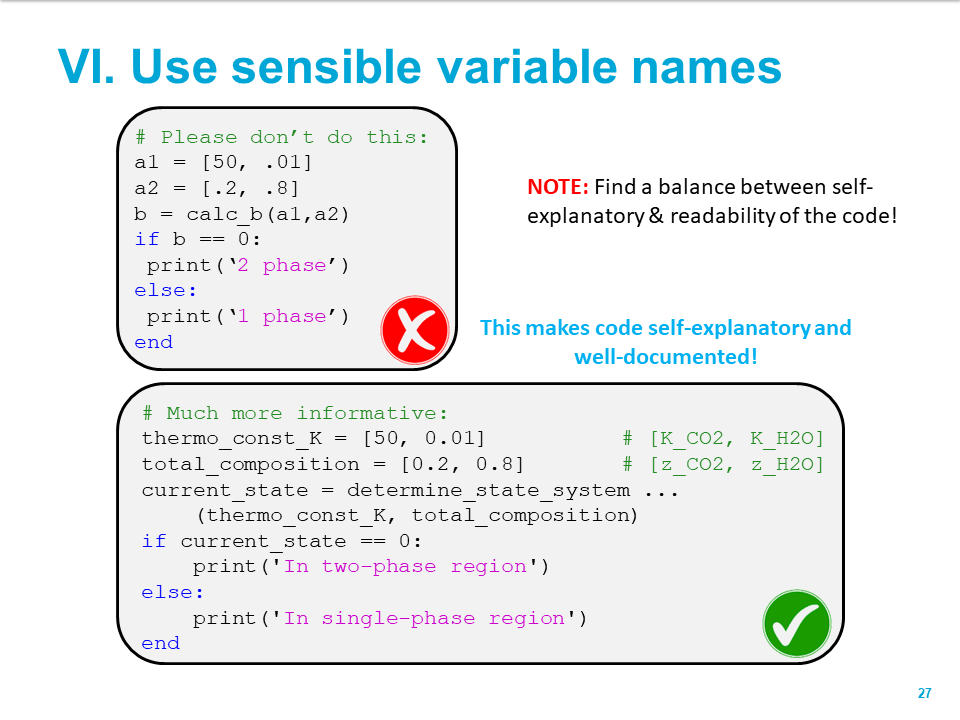 VI. Use sensible variable names
# Please don’t do this:
a1 = [50, .01]
a2 = [.2, .8]
b = calc_b(a1,a2)
if b == 0:
 print(‘2 phase’)
else:
 print(‘1 phase’)
end
NOTE: Find a balance between self-
explanatory & readability of the code!
This makes code self-explanatory and
well-documented!
# Much more informative:
thermo_const_K = [50, 0.01] # [K_CO2, K_H2O]
total_composition = [0.2, 0.8] # [z_CO2, z_H2O]
current_state = determine_state_system ...
    (thermo_const_K, total_composition)
if current_state == 0:
    print('In two-phase region')
else:
    print('In single-phase region')
end
27